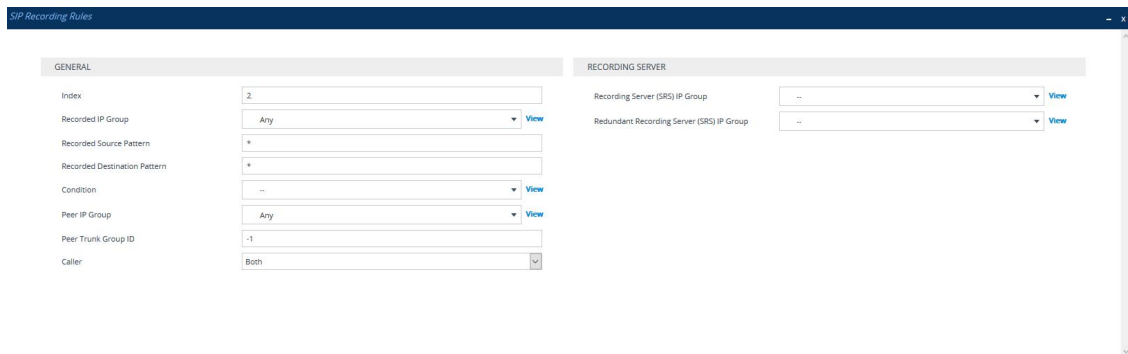 SIP Recording Rules
– x
GENERAL
Index 2
Recorded IP Group Any View
Recorded Source Pattern *
Recorded Destination Pattern *
Condition -- View
Peer IP Group Any View
Peer Trunk Group ID -1
Caller Both
RECORDING SERVER
Recording Server (SRS) IP Group -- View
Redundant Recording Server (SRS) IP Group -- View